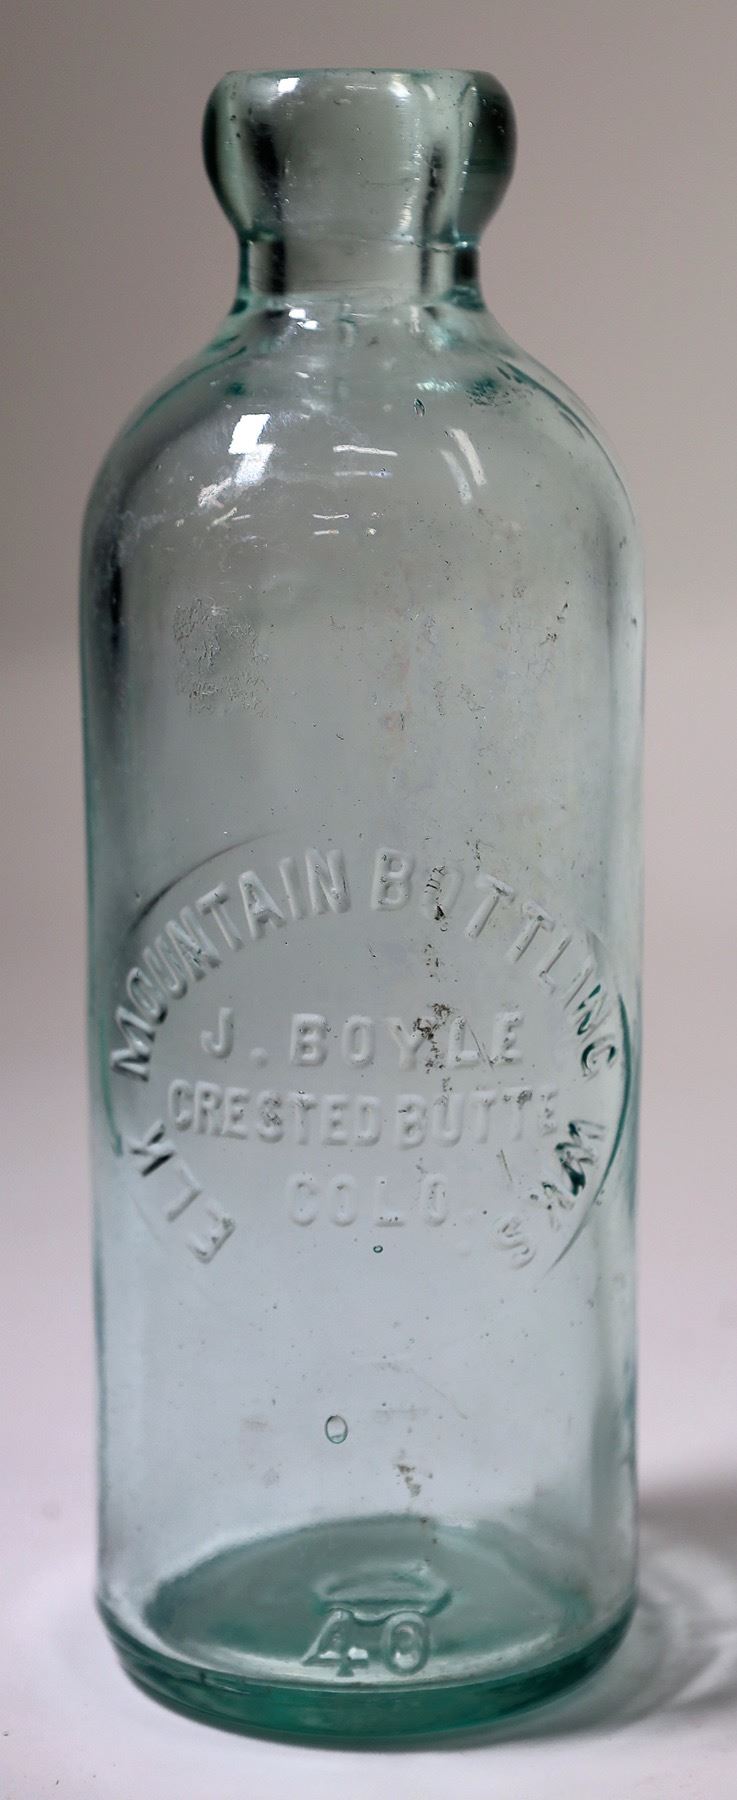 ELK MOUNTAIN BOTTLING WKS
J. BOYLE
CRESTED BUTTE
COLO
40